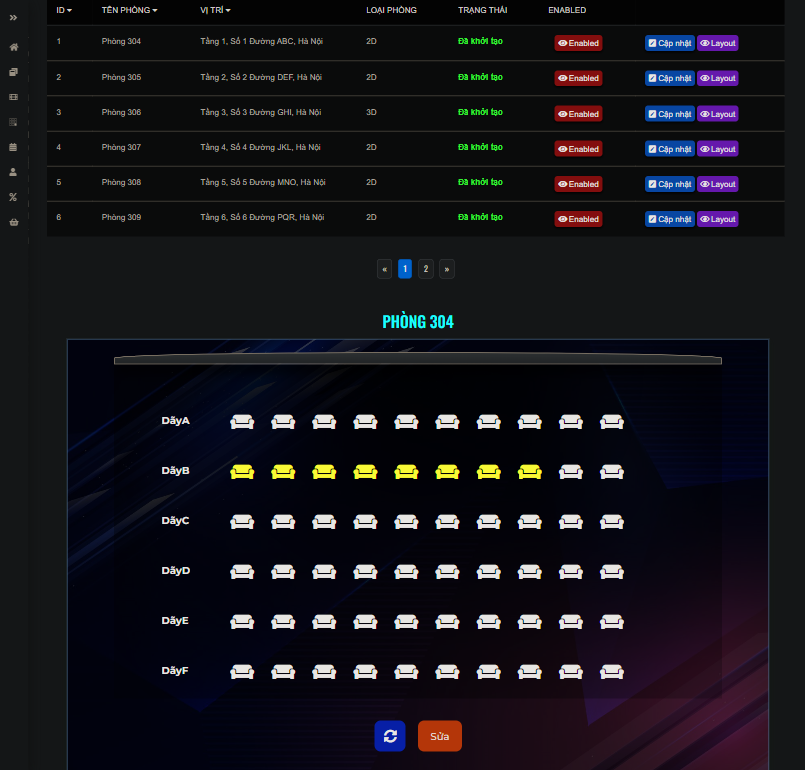 ID TÊN PHÒNG VỊ TRÍ LOẠI PHÒNG TRẠNG THÁI ENABLED
1 Phòng 304 Tầng 1, Số 1 Đường ABC, Hà Nội 2D Đã khởi tạo Enabled Cập nhật Layout
2 Phòng 305 Tầng 2, Số 2 Đường DEF, Hà Nội 2D Đã khởi tạo Enabled Cập nhật Layout
3 Phòng 306 Tầng 3, Số 3 Đường GHI, Hà Nội 3D Đã khởi tạo Enabled Cập nhật Layout
4 Phòng 307 Tầng 4, Số 4 Đường JKL, Hà Nội 2D Đã khởi tạo Enabled Cập nhật Layout
5 Phòng 308 Tầng 5, Số 5 Đường MNO, Hà Nội 2D Đã khởi tạo Enabled Cập nhật Layout
6 Phòng 309 Tầng 6, Số 6 Đường PQR, Hà Nội 2D Đã khởi tạo Enabled Cập nhật Layout
« 1 2 »
PHÒNG 304
DãyA
DãyB
DãyC
DãyD
DãyE
DãyF
Sửa